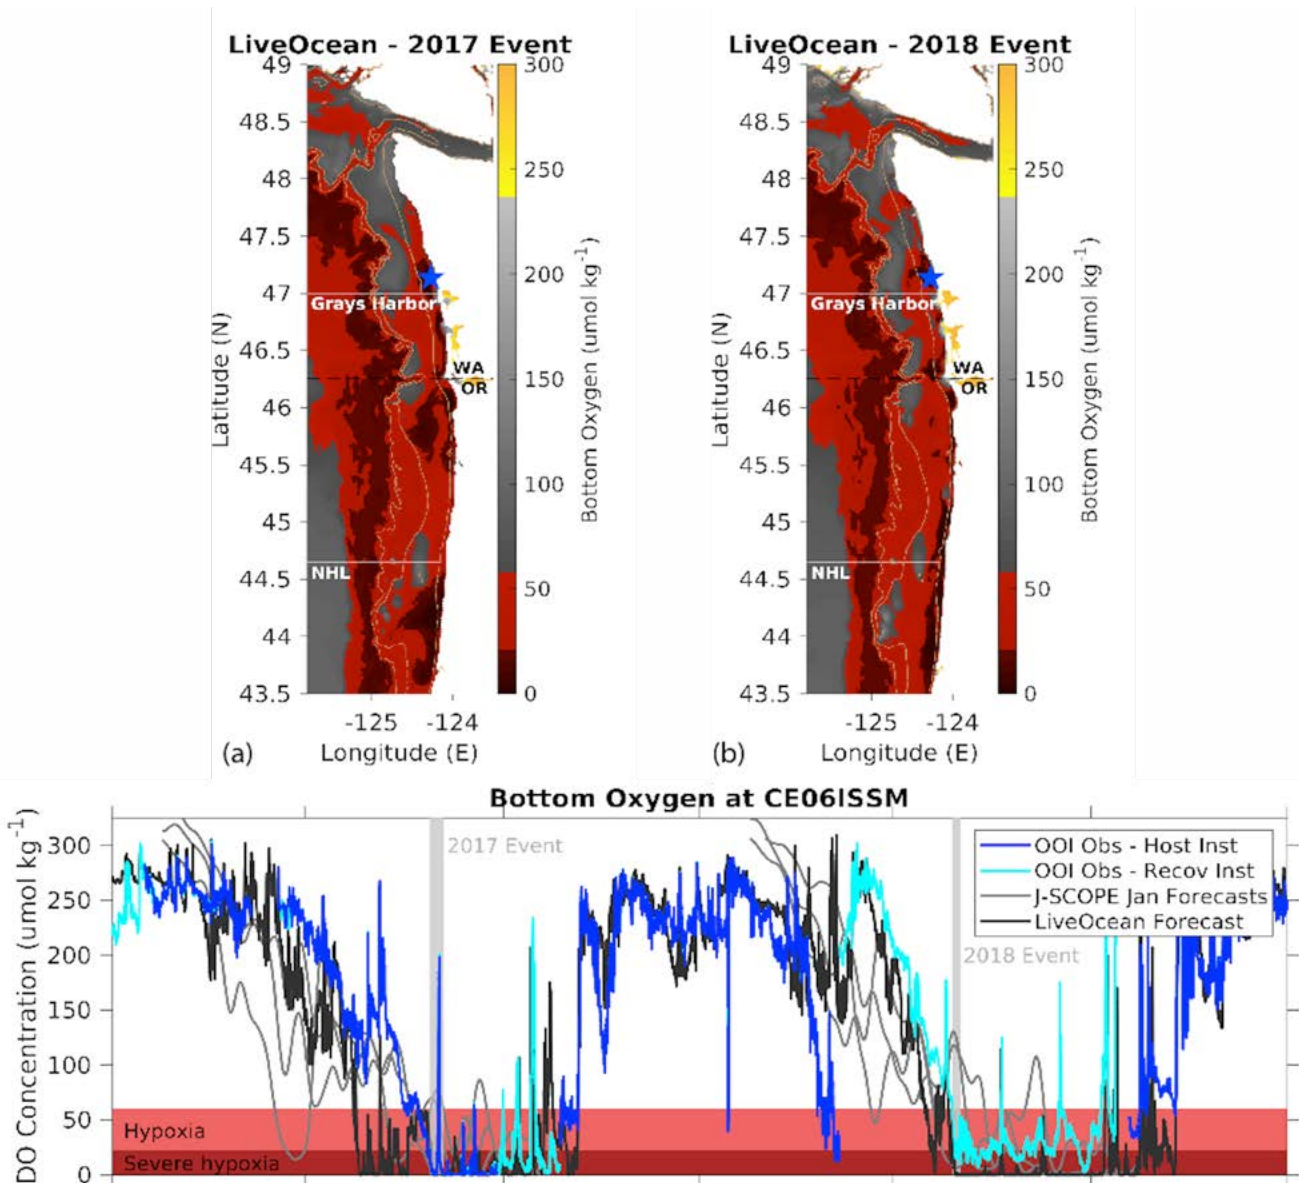 LiveOcean - 2017 Event
49
48.5
48
47.5
47
46.5
46
45.5
45
44.5
44
43.5
Latitude (N)
Grays Harbor
WA
OR
NHL
-125 -124
Longitude (E)
(a)
300
250
200
150
100
50
0
Bottom Oxygen (umol kg-1)
LiveOcean - 2018 Event
49
48.5
48
47.5
47
46.5
46
45.5
45
44.5
44
43.5
Latitude (N)
Grays Harbor
WA
OR
NHL
-125 -124
Longitude (E)
(b)
300
250
200
150
100
50
0
Bottom Oxygen (umol kg-1)
Bottom Oxygen at CE06ISSM
DO Concentration (umol kg-1)
300
250
200
150
100
50
0
2017 Event
2018 Event
OOI Obs - Host Inst
OOI Obs - Recov Inst
J-SCOPE Jan Forecasts
LiveOcean Forecast
Hypoxia
Severe hypoxia